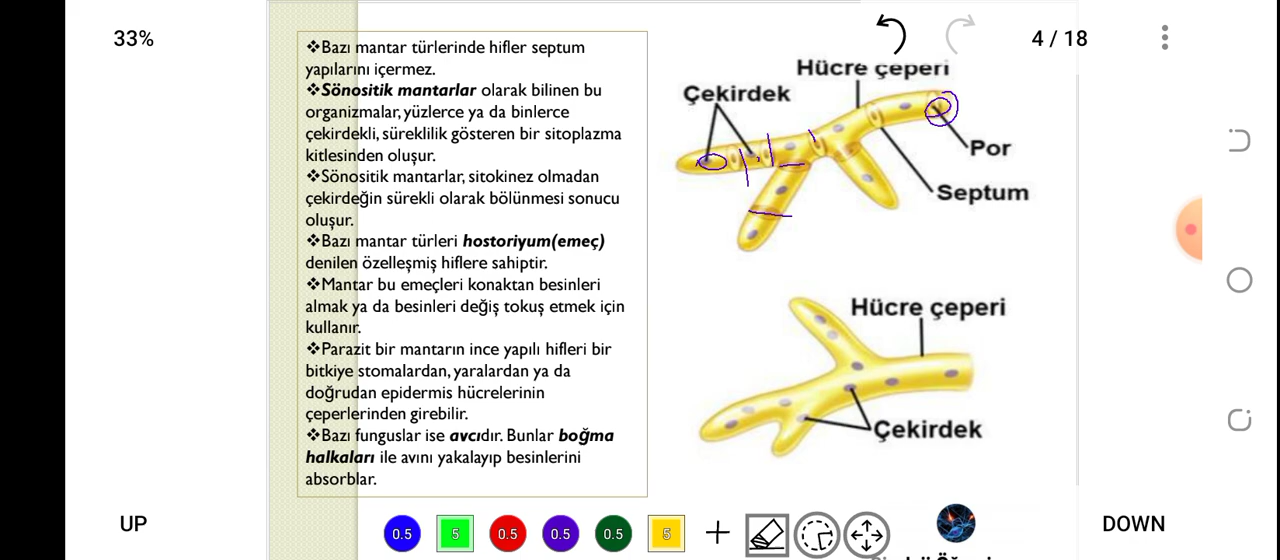 33%
4 / 18
❖Bazı mantar türlerinde hifler septum
yapılarını içermez.
❖Sönositik mantarlar olarak bilinen bu
organizmalar, yüzlerce ya da binlerce
çekirdekli, süreklilik gösteren bir sitoplazma
kitlesinden oluşur.
❖Sönositik mantarlar, sitokinez olmadan
çekirdeğin sürekli olarak bölünmesi sonucu
oluşur.
❖Bazı mantar türleri hostoriyum(emeç)
denilen özelleşmiş hiflere sahiptir.
❖Mantar bu emeçleri konaktan besinleri
almak ya da besinleri değiş tokuş etmek için
kullanır.
❖Parazit bir mantarın ince yapılı hifleri bir
bitkiye stomalardan, yaralardan ya da
doğrudan epidermis hücrelerinin
çeperlerinden girebilir.
❖Bazı funguslar ise avcıdır. Bunlar boğma
halkaları ile avını yakalayıp besinlerini
absorblar.
Hücre çeperi
Çekirdek
Por
Septum
Hücre çeperi
Çekirdek
UP
0.5
5
0.5
0.5
0.5
5
DOWN